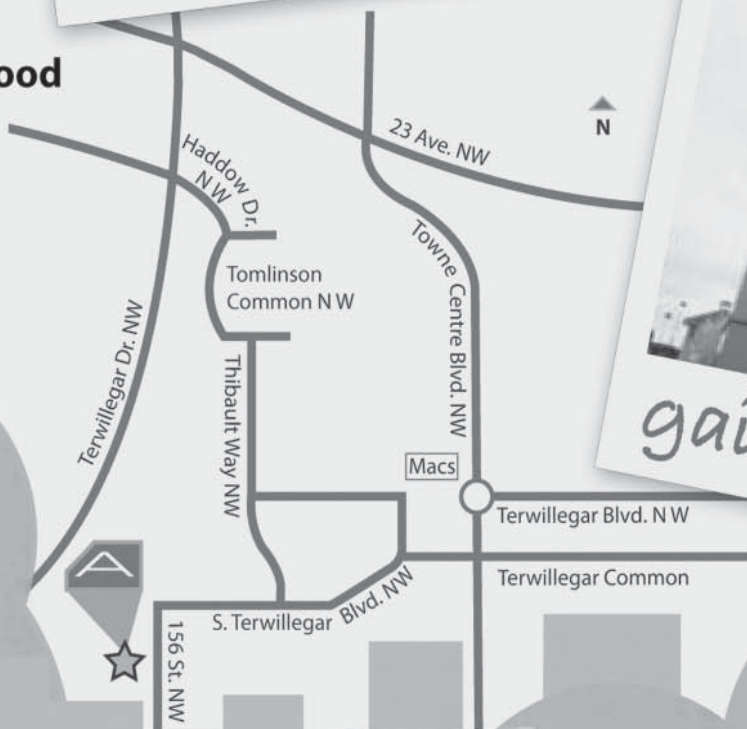 ood
23 Ave. NW
N
Haddow Dr.
N W
Towne Centre Blvd. NW
Tomlinson
Common N W
Terwillegar Dr. NW
Thibault Way NW
gai
Macs
Terwillegar Blvd. N W
Terwillegar Common
S. Terwillegar Blvd. NW
156 St. NW